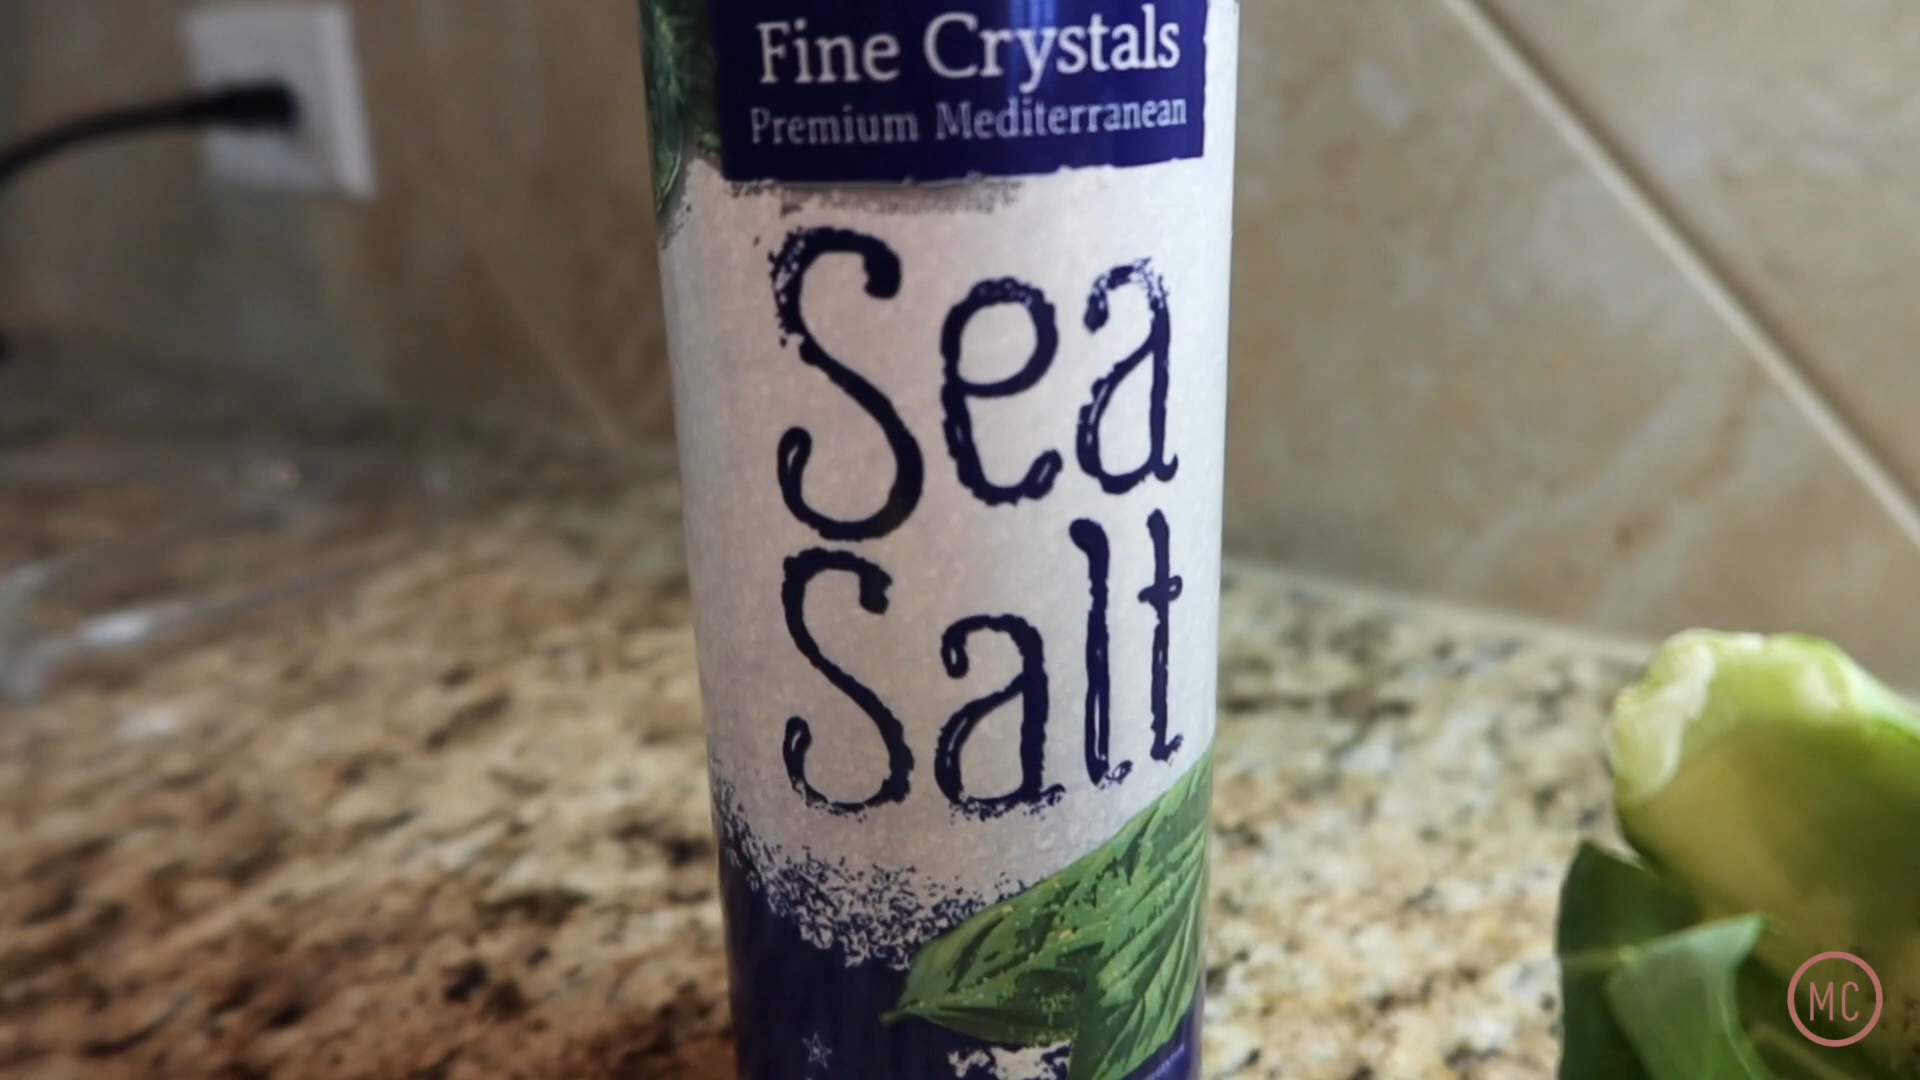 Fine Crystals
Premium Mediterranean
Sea
Salt
MC